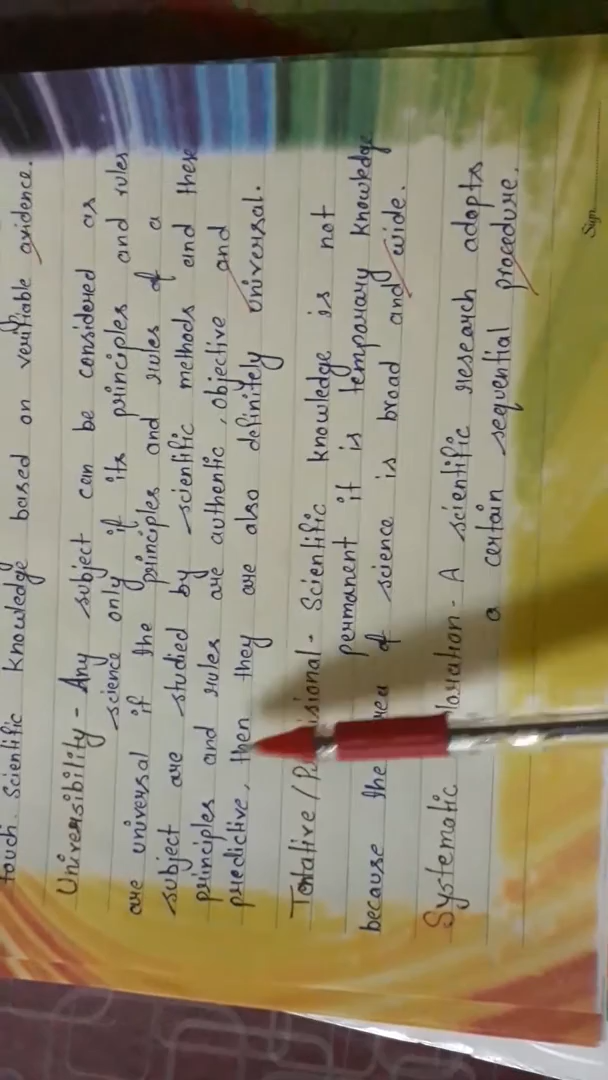 touch. Scientific knowledge based on verifiable avidence.
Universibility - Any subject can be considered as
science only if its principles and rules
are universal if the principles and rules of a
subject are studied by scientific methods and these
principles and rules are authentic, objective and
predictive, then they are also definitely universal.
Tentative / sional - Scientific knowledge is not
permanent it is temporary knowledge
because the of science is broad and wide.
Systematic - A scientific research adopts
a certain sequential procedure.
Sign